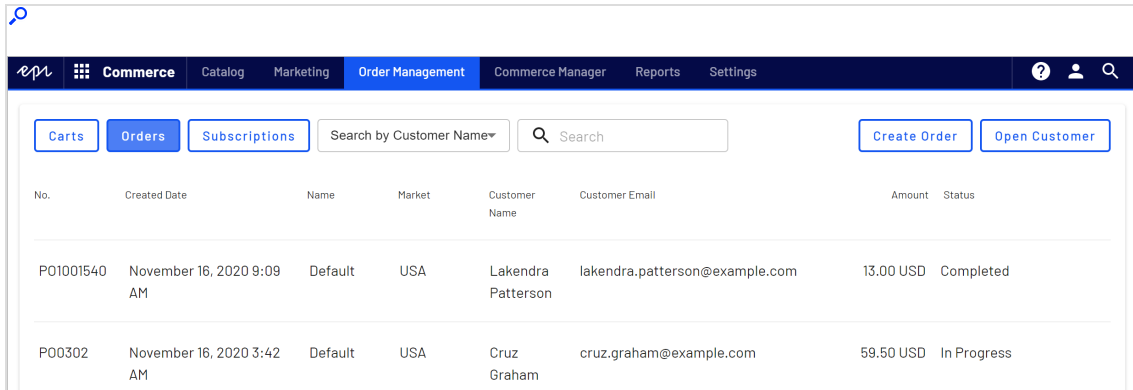 epi Commerce Catalog Marketing Order Management Commerce Manager Reports Settings
Carts Orders Subscriptions Search by Customer Name Search Create Order Open Customer
No. Created Date Name Market Customer Name Customer Email Amount Status
PO1001540 November 16, 2020 9:09 AM Default USA Lakendra Patterson lakendra.patterson@example.com 13.00 USD Completed
PO0302 November 16, 2020 3:42 AM Default USA Cruz Graham cruz.graham@example.com 59.50 USD In Progress